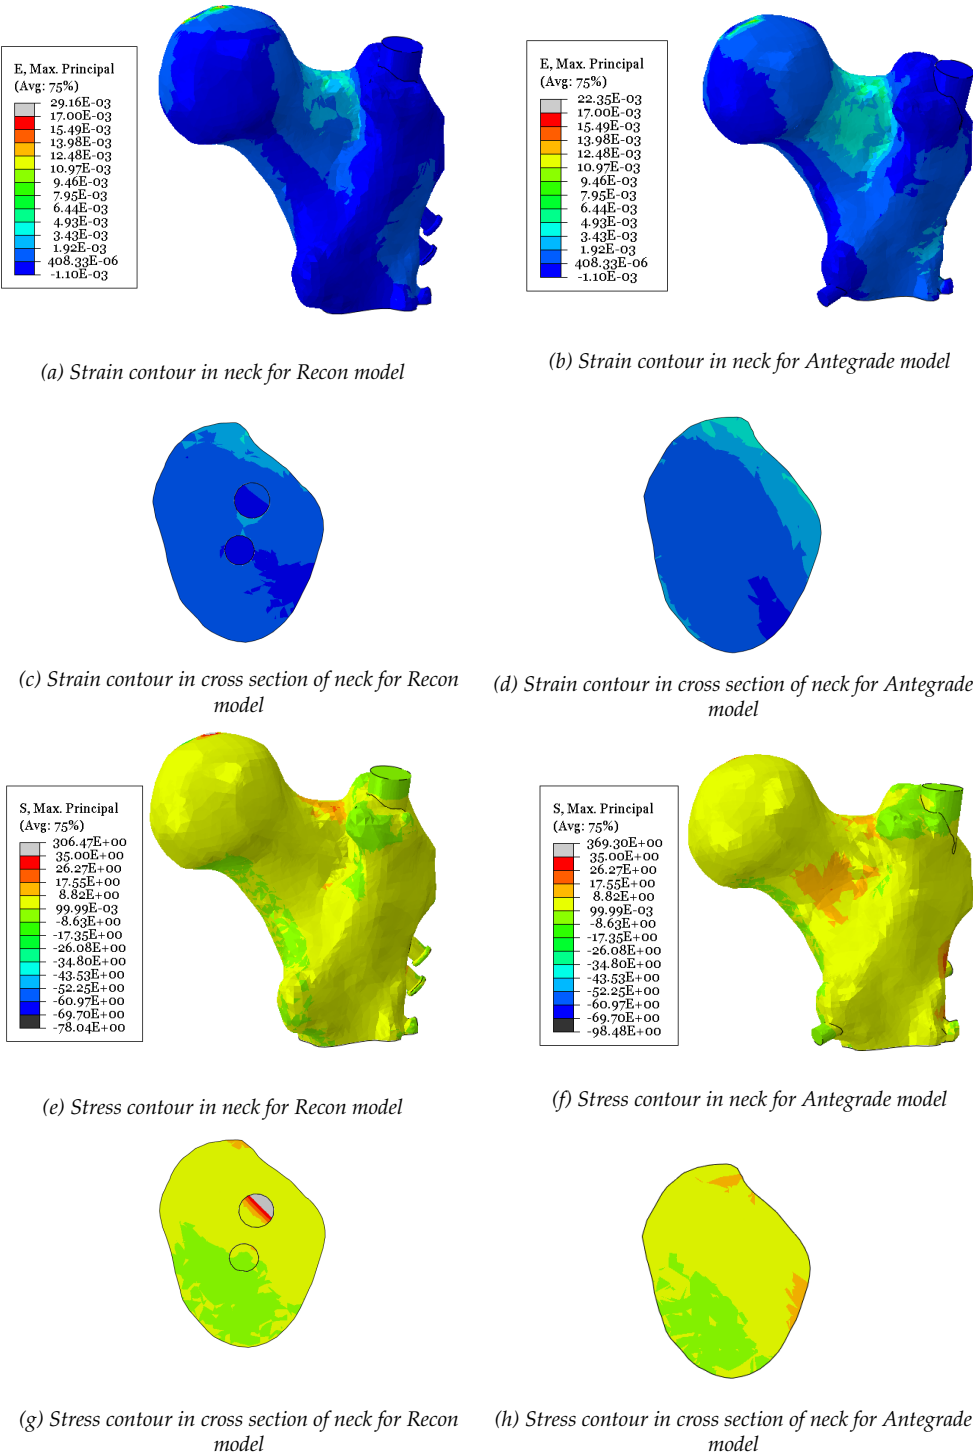 E, Max. Principal
(Avg: 75%)
29.16E-03
17.00E-03
15.49E-03
13.98E-03
12.48E-03
10.97E-03
9.46E-03
7.95E-03
6.44E-03
4.93E-03
3.43E-03
1.92E-03
408.33E-06
-1.10E-03
E, Max. Principal
(Avg: 75%)
22.35E-03
17.00E-03
15.49E-03
13.98E-03
12.48E-03
10.97E-03
9.46E-03
7.95E-03
6.44E-03
4.93E-03
3.43E-03
1.92E-03
408.33E-06
-1.10E-03
(a) Strain contour in neck for Recon model
(b) Strain contour in neck for Antegrade model
(c) Strain contour in cross section of neck for Recon
model
(d) Strain contour in cross section of neck for Antegrade
model
S, Max. Principal
(Avg: 75%)
306.47E+00
35.00E+00
26.27E+00
17.55E+00
8.82E+00
99.99E-03
-8.63E+00
-17.35E+00
-26.08E+00
-34.80E+00
-43.53E+00
-52.25E+00
-60.97E+00
-69.70E+00
-78.04E+00
S, Max. Principal
(Avg: 75%)
369.30E+00
35.00E+00
26.27E+00
17.55E+00
8.82E+00
99.99E-03
-8.63E+00
-17.35E+00
-26.08E+00
-34.80E+00
-43.53E+00
-52.25E+00
-60.97E+00
-69.70E+00
-98.48E+00
(e) Stress contour in neck for Recon model
(f) Stress contour in neck for Antegrade model
(g) Stress contour in cross section of neck for Recon
model
(h) Stress contour in cross section of neck for Antegrade
model